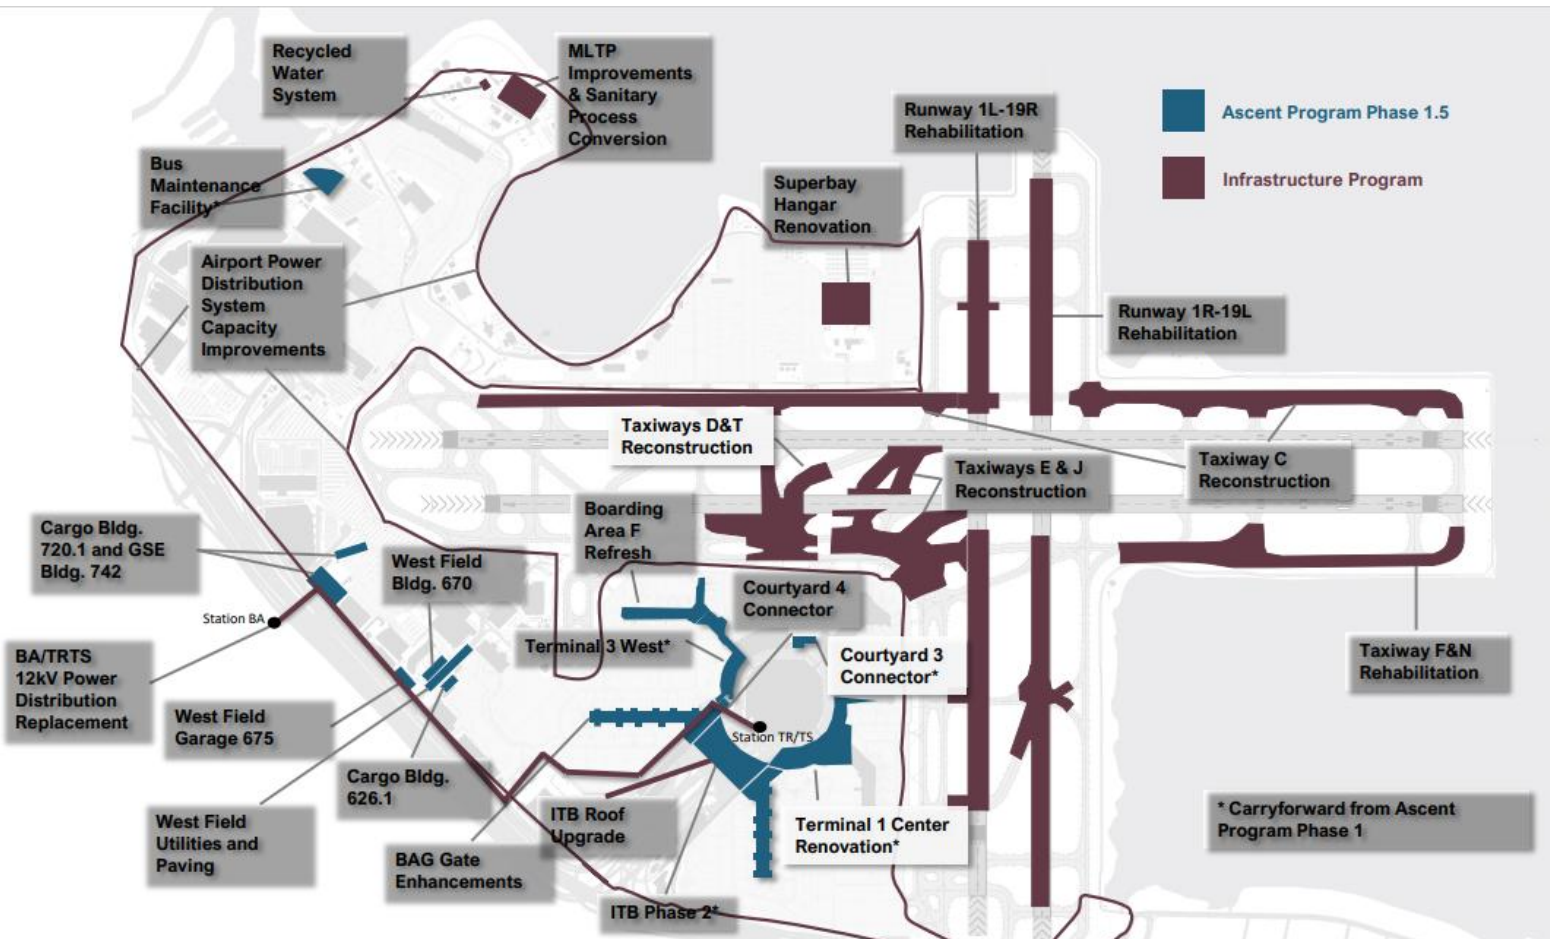 Recycled
Water
System
MLTP
Improvements
& Sanitary
Process
Conversion
Runway 1L-19R
Rehabilitation
Ascent Program Phase 1.5
Infrastructure Program
Bus
Maintenance
Facility*
Superbay
Hangar
Renovation
Airport Power
Distribution
System
Capacity
Improvements
Runway 1R-19L
Rehabilitation
Taxiways D&T
Reconstruction
Taxiways E & J
Reconstruction
Taxiway C
Reconstruction
Boarding
Area F
Refresh
Cargo Bldg.
720.1 and GSE
Bldg. 742
West Field
Bldg. 670
Courtyard 4
Connector
Station BA
Terminal 3 West*
Courtyard 3
Connector*
Taxiway F&N
Rehabilitation
BA/TRTS
12kV Power
Distribution
Replacement
West Field
Garage 675
Station TR/TS
Cargo Bldg.
626.1
West Field
Utilities and
Paving
ITB Roof
Upgrade
Terminal 1 Center
Renovation*
* Carryforward from Ascent
Program Phase 1
BAG Gate
Enhancements
ITB Phase 2*